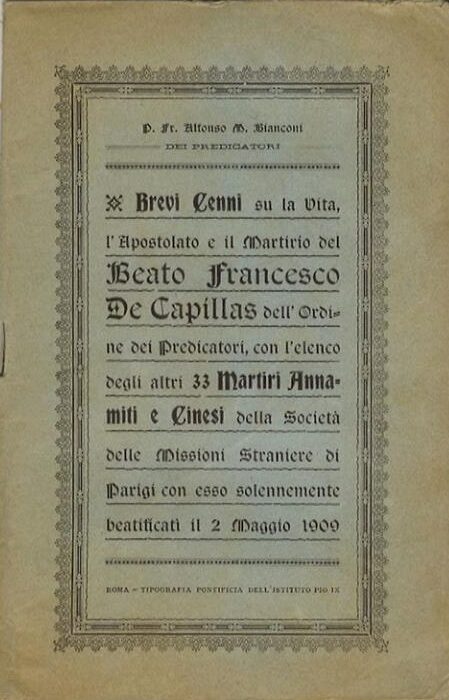 P. Fr. Alfonso M. Bianconi
DEI PREDICATORI
Brevi Cenni su la Vita,
l'Apostolato e il Martirio del
Beato Francesco
De Capillas dell'Ordi-
ne dei Predicatori, con l'elenco
degli altri 33 Martiri Anna-
miti e Cinesi della Società
delle Missioni Straniere di
Parigi con esso solennemente
beatificati il 2 Maggio 1909
ROMA - TIPOGRAFIA PONTIFICIA DELL'ISTITUTO PIO IX